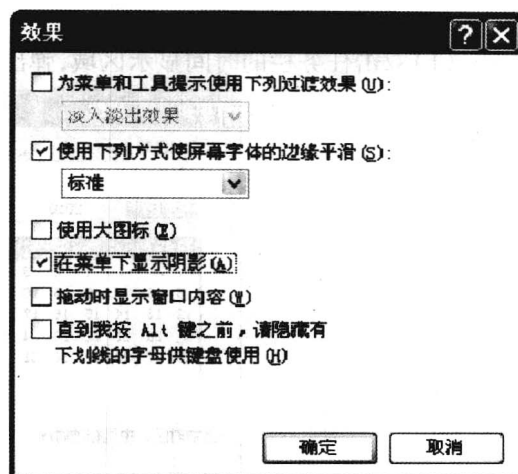 效果
为菜单和工具提示使用下列过渡效果(U):
淡入淡出效果
使用下列方式使屏幕字体的边缘平滑(S):
标准
使用大图标(E)
在菜单下显示阴影(A)
拖动时显示窗口内容(W)
直到我按 Alt 键之前,请隐藏有
下划线的字母供键盘使用(H)
确定
取消